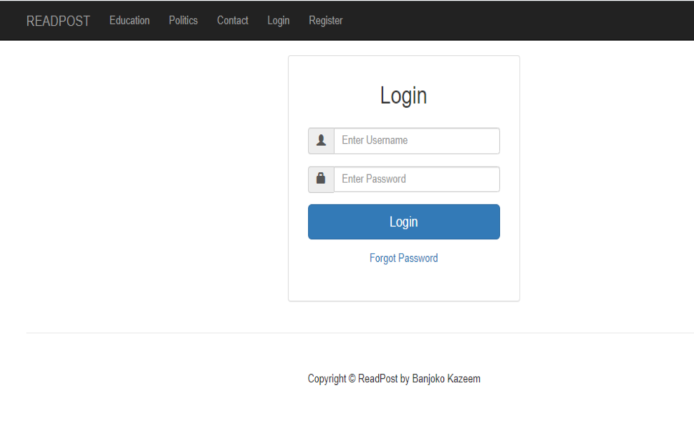 READPOST Education Politics Contact Login Register
Login
Enter Username
Enter Password
Login
Forgot Password
Copyright © ReadPost by Banjoko Kazeem